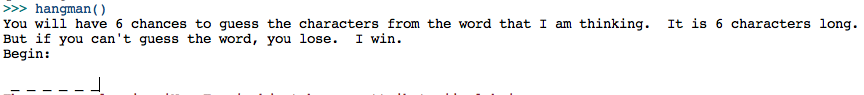 >>> hangman()
You will have 6 chances to guess the characters from the word that I am thinking.  It is 6 characters long.
But if you can't guess the word, you lose.  I win.
Begin:
_ _ _ _ _ _